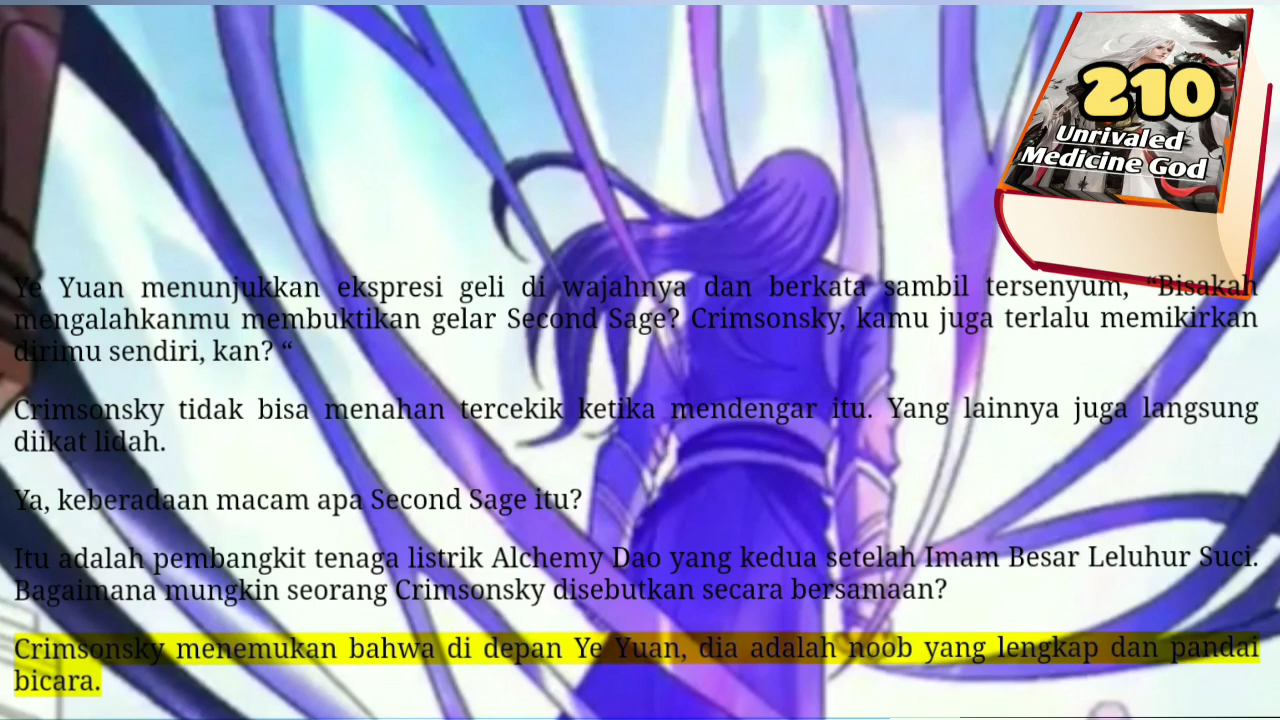 210
Unrivaled
Medicine God
Ye Yuan menunjukkan ekspresi geli di wajahnya dan berkata sambil tersenyum, “Bisakah
mengalahkanmu membuktikan gelar Second Sage? Crimsonsky, kamu juga terlalu memikirkan
dirimu sendiri, kan? “
Crimsonsky tidak bisa menahan tercekik ketika mendengar itu. Yang lainnya juga langsung
diikat lidah.
Ya, keberadaan macam apa Second Sage itu?
Itu adalah pembangkit tenaga listrik Alchemy Dao yang kedua setelah Imam Besar Leluhur Suci.
Bagaimana mungkin seorang Crimsonsky disebutkan secara bersamaan?
Crimsonsky menemukan bahwa di depan Ye Yuan, dia adalah noob yang lengkap dan pandai
bicara.